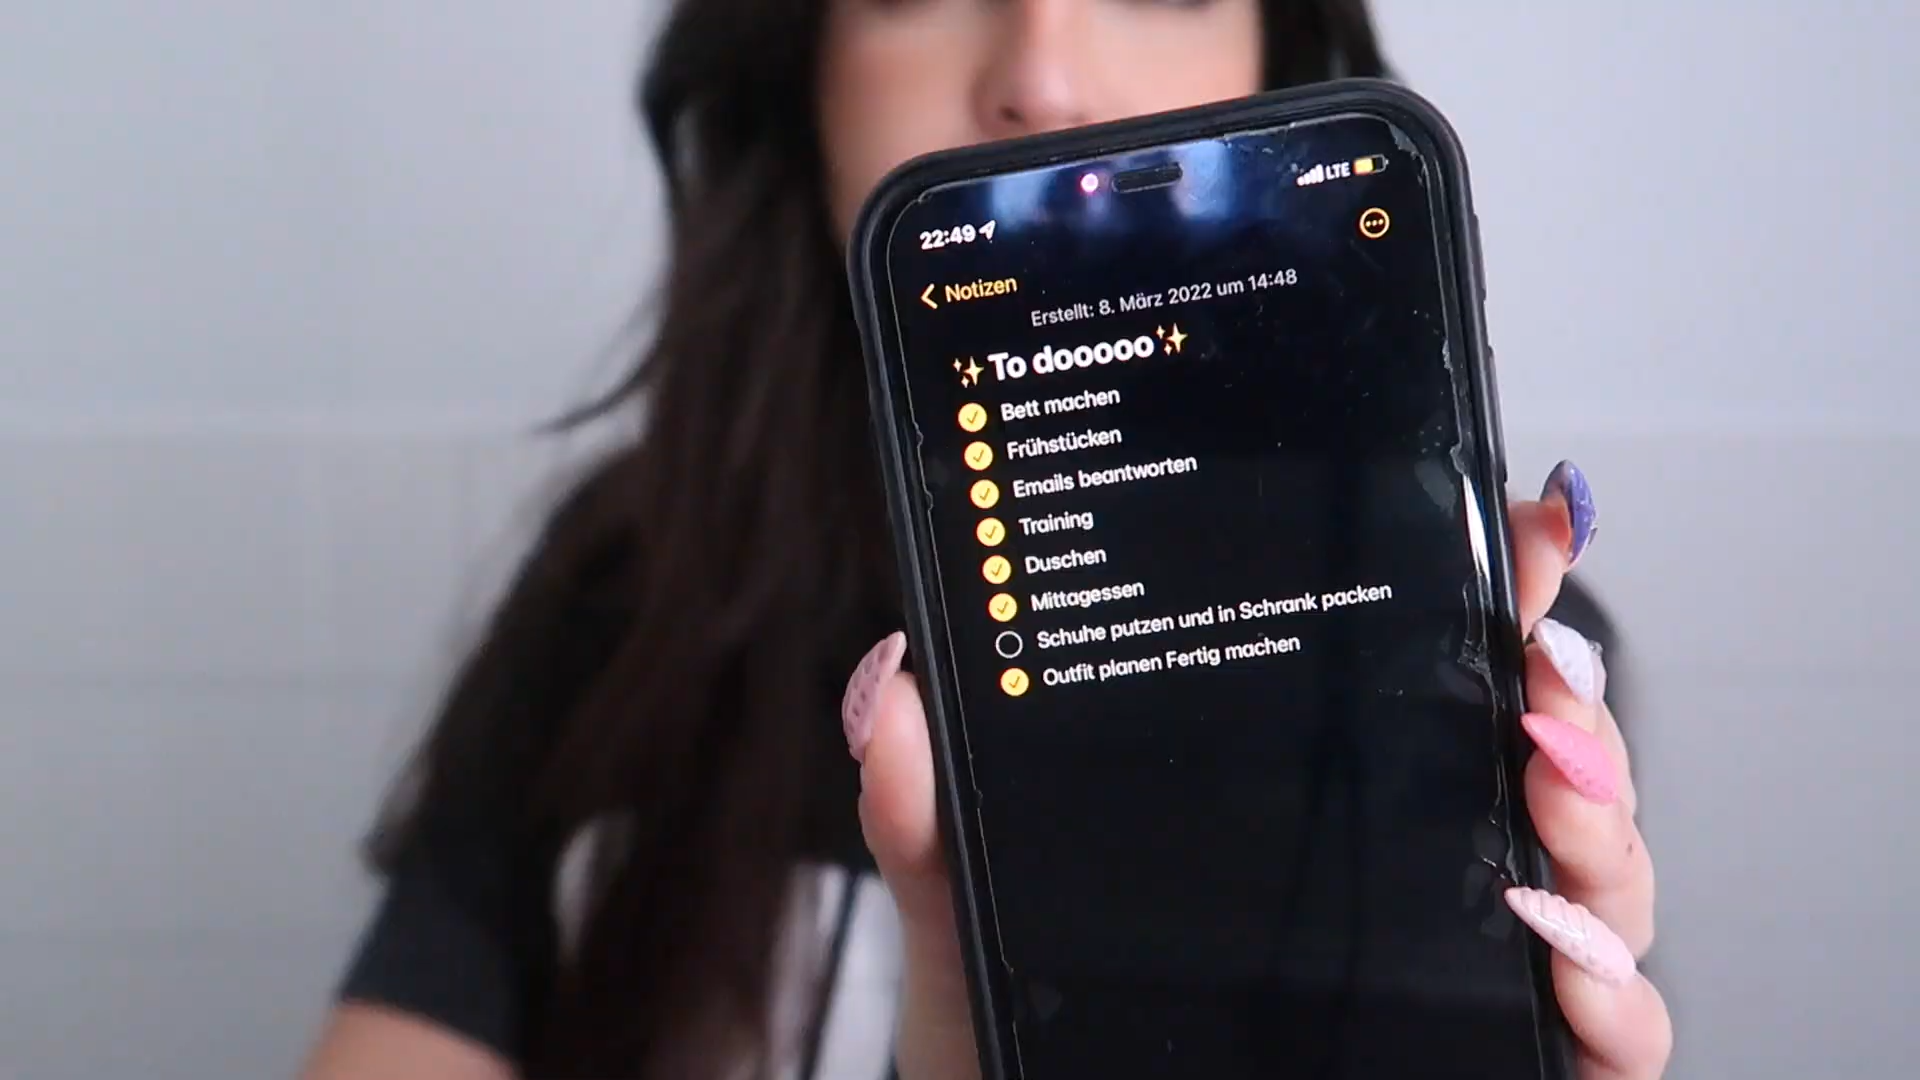 LTE
22:49
Notizen
Erstellt: 8. März 2022 um 14:48
✨To dooooo✨
Bett machen
Frühstücken
Emails beantworten
Training
Duschen
Mittagessen
Schuhe putzen und in Schrank packen
Outfit planen Fertig machen